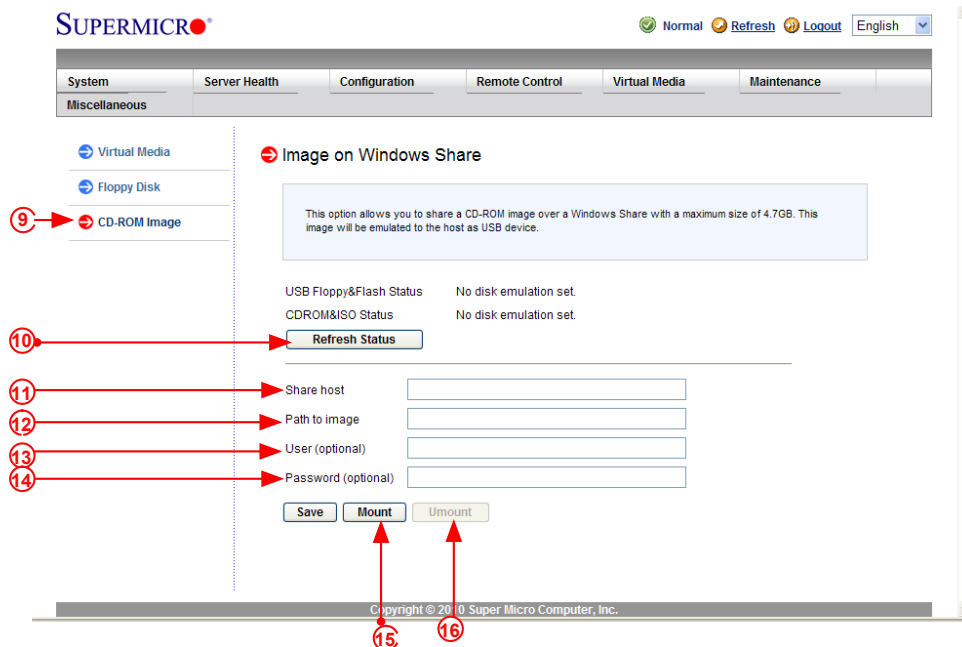 SUPERMICRO
Normal Refresh Logout English
System Server Health Configuration Remote Control Virtual Media Maintenance
Miscellaneous
Virtual Media
Floppy Disk
9 CD-ROM Image
Image on Windows Share
This option allows you to share a CD-ROM image over a Windows Share with a maximum size of 4.7GB. This
image will be emulated to the host as USB device.
USB Floppy&Flash Status No disk emulation set.
CDROM&ISO Status No disk emulation set.
10 Refresh Status
11 Share host
12 Path to image
13 User (optional)
14 Password (optional)
Save Mount Umount
Copyright © 2010 Super Micro Computer, Inc.
15 16